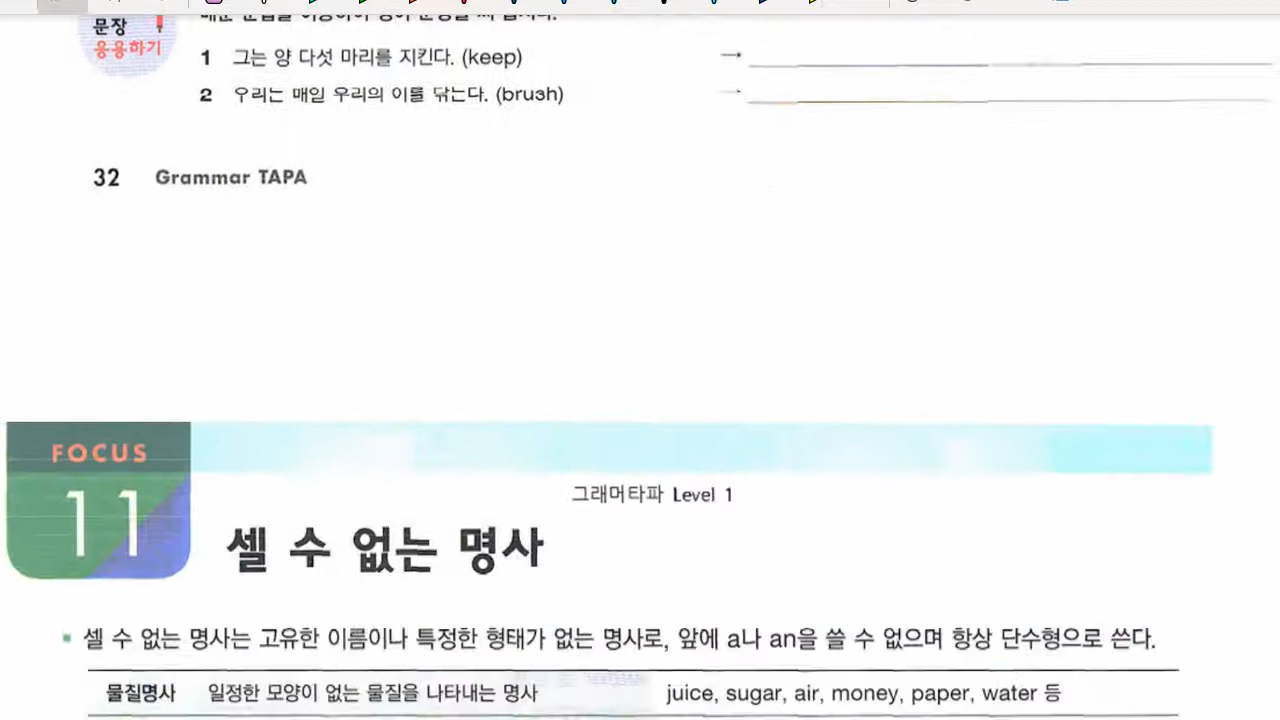 문장
응용하기
1 그는 양 다섯 마리를 지킨다. (keep) →
2 우리는 매일 우리의 이를 닦는다. (brush) →
32 Grammar TAPA
FOCUS
11
그래머타파 Level 1
셀 수 없는 명사
▪ 셀 수 없는 명사는 고유한 이름이나 특정한 형태가 없는 명사로, 앞에 a나 an을 쓸 수 없으며 항상 단수형으로 쓴다.
물질명사 일정한 모양이 없는 물질을 나타내는 명사 juice, sugar, air, money, paper, water 등